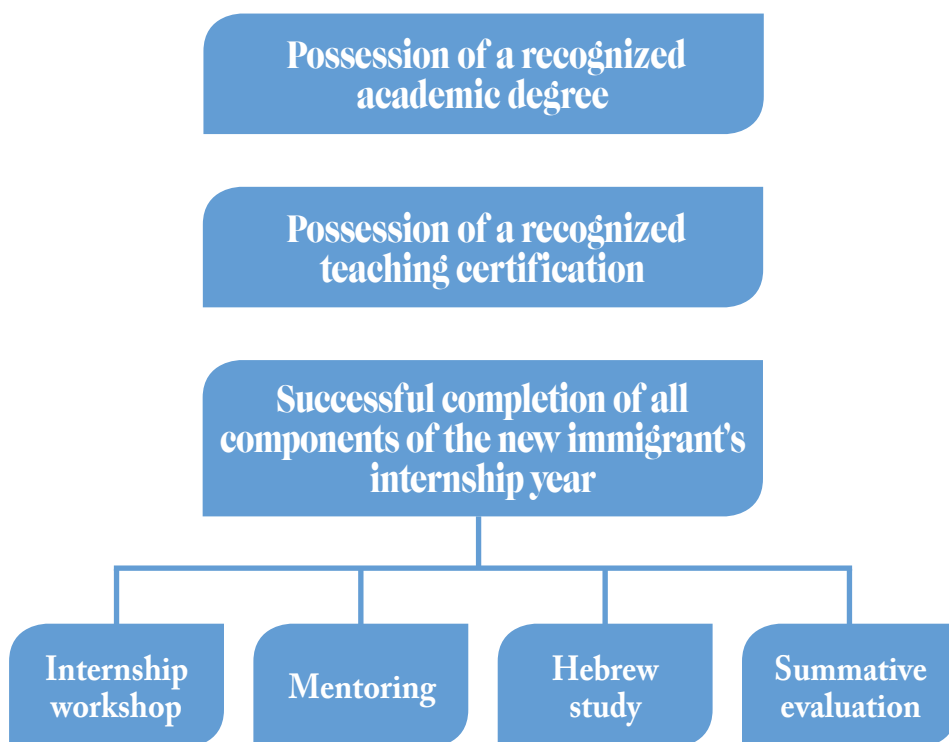 Possession of a recognized
academic degree
Possession of a recognized
teaching certification
Successful completion of all
components of the new immigrant's
internship year
Internship
workshop
Mentoring
Hebrew
study
Summative
evaluation